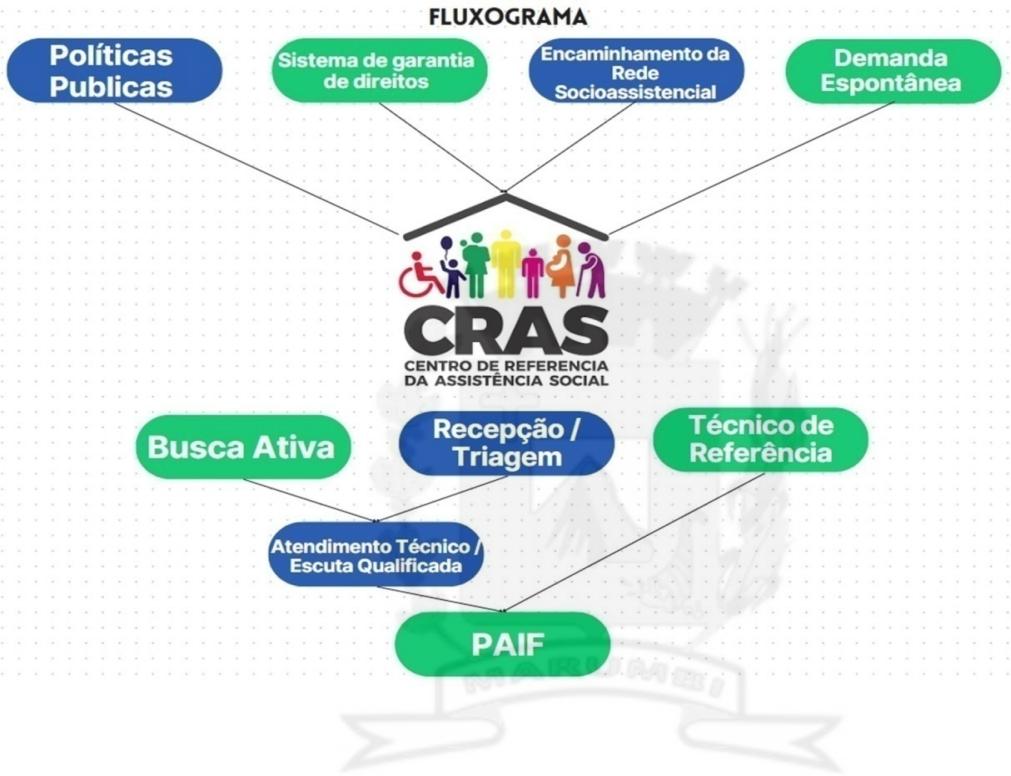 FLUXOGRAMA
Políticas
Publicas
Sistema de garantia
de direitos
Encaminhamento da
Rede
Socioassistencial
Demanda
Espontânea
CRAS
CENTRO DE REFERENCIA
DA ASSISTÊNCIA SOCIAL
Busca Ativa
Recepção /
Triagem
Técnico de
Referência
Atendimento Técnico /
Escuta Qualificada
PAIF
MARUMBI